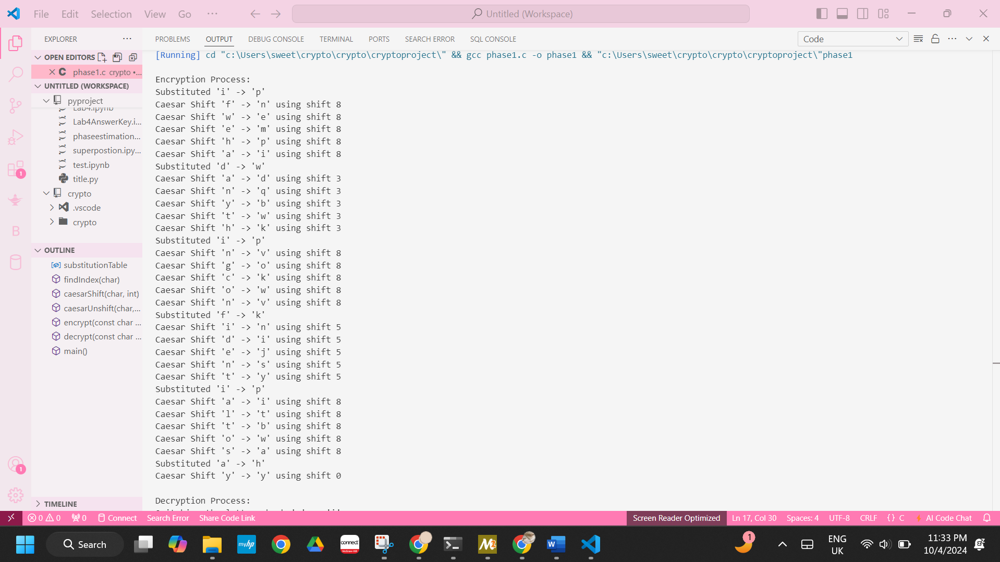 File Edit Selection View Go ··· Untitled (Workspace)
EXPLORER ···
PROBLEMS OUTPUT DEBUG CONSOLE TERMINAL PORTS SEARCH ERROR SQL CONSOLE Code ···
OPEN EDITORS
phase1.c crypto •...
UNTITLED (WORKSPACE)
pyproject
Lab4.ipynb
Lab4AnswerKey.i...
phaseestimation...
superpostion.ipy...
test.ipynb
title.py
crypto
.vscode
crypto
OUTLINE
substitutionTable
findIndex(char)
caesarShift(char, int)
caesarUnshift(char,...
encrypt(const char ...
decrypt(const char ...
main()
TIMELINE
1
B
1
[Running] cd "c:\Users\sweet\crypto\crypto\cryptoproject\" && gcc phase1.c -o phase1 && "c:\Users\sweet\crypto\crypto\cryptoproject\"phase1
Encryption Process:
Substituted 'i' -> 'p'
Caesar Shift 'f' -> 'n' using shift 8
Caesar Shift 'w' -> 'e' using shift 8
Caesar Shift 'e' -> 'm' using shift 8
Caesar Shift 'h' -> 'p' using shift 8
Caesar Shift 'a' -> 'i' using shift 8
Substituted 'd' -> 'w'
Caesar Shift 'a' -> 'd' using shift 3
Caesar Shift 'n' -> 'q' using shift 3
Caesar Shift 'y' -> 'b' using shift 3
Caesar Shift 't' -> 'w' using shift 3
Caesar Shift 'h' -> 'k' using shift 3
Substituted 'i' -> 'p'
Caesar Shift 'n' -> 'v' using shift 8
Caesar Shift 'g' -> 'o' using shift 8
Caesar Shift 'c' -> 'k' using shift 8
Caesar Shift 'o' -> 'w' using shift 8
Caesar Shift 'n' -> 'v' using shift 8
Substituted 'f' -> 'k'
Caesar Shift 'i' -> 'n' using shift 5
Caesar Shift 'd' -> 'i' using shift 5
Caesar Shift 'e' -> 'j' using shift 5
Caesar Shift 'n' -> 's' using shift 5
Caesar Shift 't' -> 'y' using shift 5
Substituted 'i' -> 'p'
Caesar Shift 'a' -> 'i' using shift 8
Caesar Shift 'l' -> 't' using shift 8
Caesar Shift 't' -> 'b' using shift 8
Caesar Shift 'o' -> 'w' using shift 8
Caesar Shift 's' -> 'a' using shift 8
Substituted 'a' -> 'h'
Caesar Shift 'y' -> 'y' using shift 0
Decryption Process:
0 0 0 Connect Search Error Share Code Link Screen Reader Optimized Ln 17, Col 30 Spaces: 4 UTF-8 CRLF {} C AI Code Chat
Search myhp connect McGraw-Hill W 1 ENG 11:33 PM
UK 10/4/2024